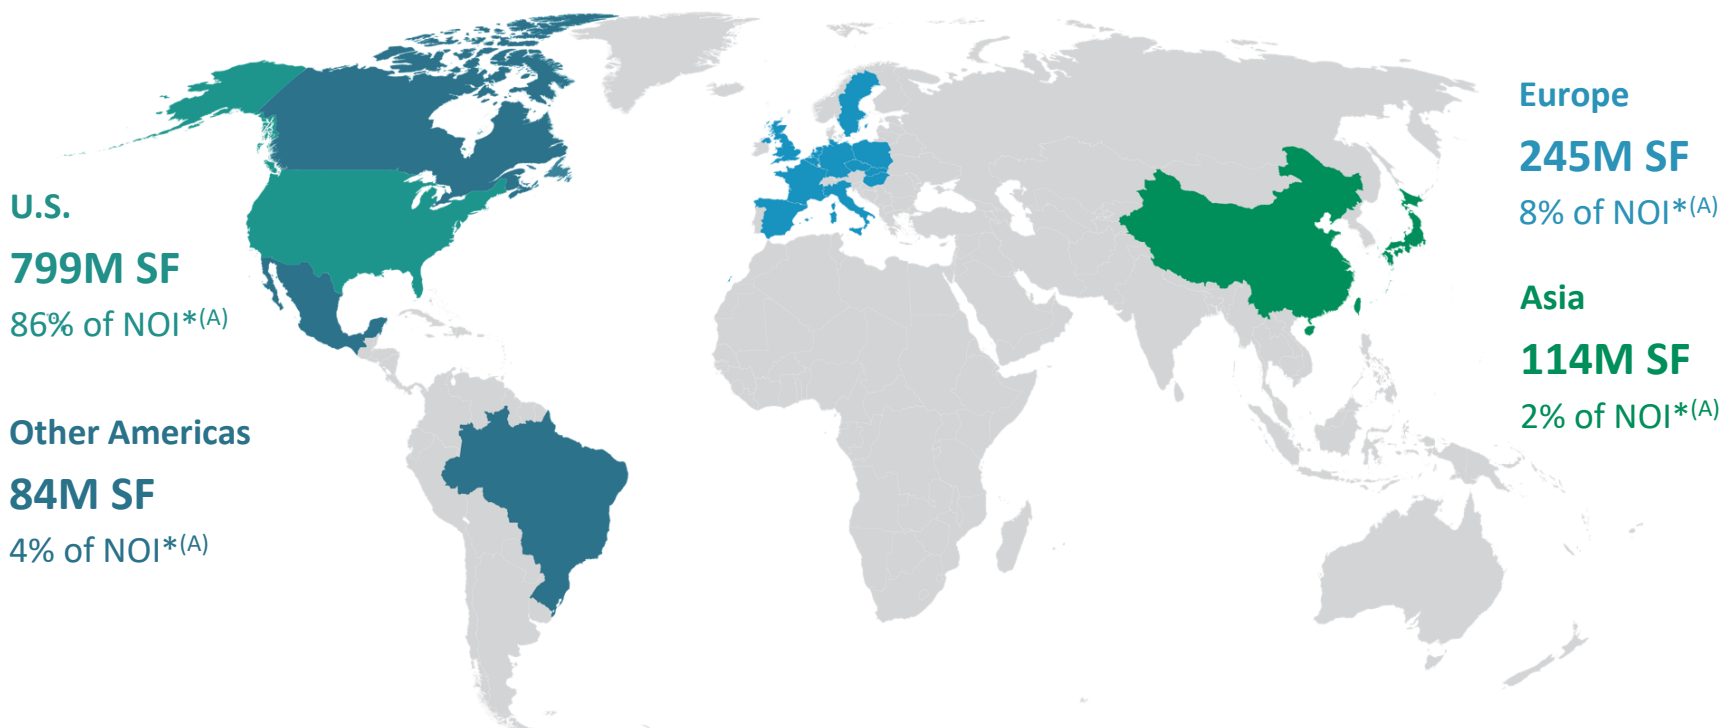 U.S.
799M SF
86% of NOI*(A)
Other Americas
84M SF
4% of NOI*(A)
Europe
245M SF
8% of NOI*(A)
Asia
114M SF
2% of NOI*(A)